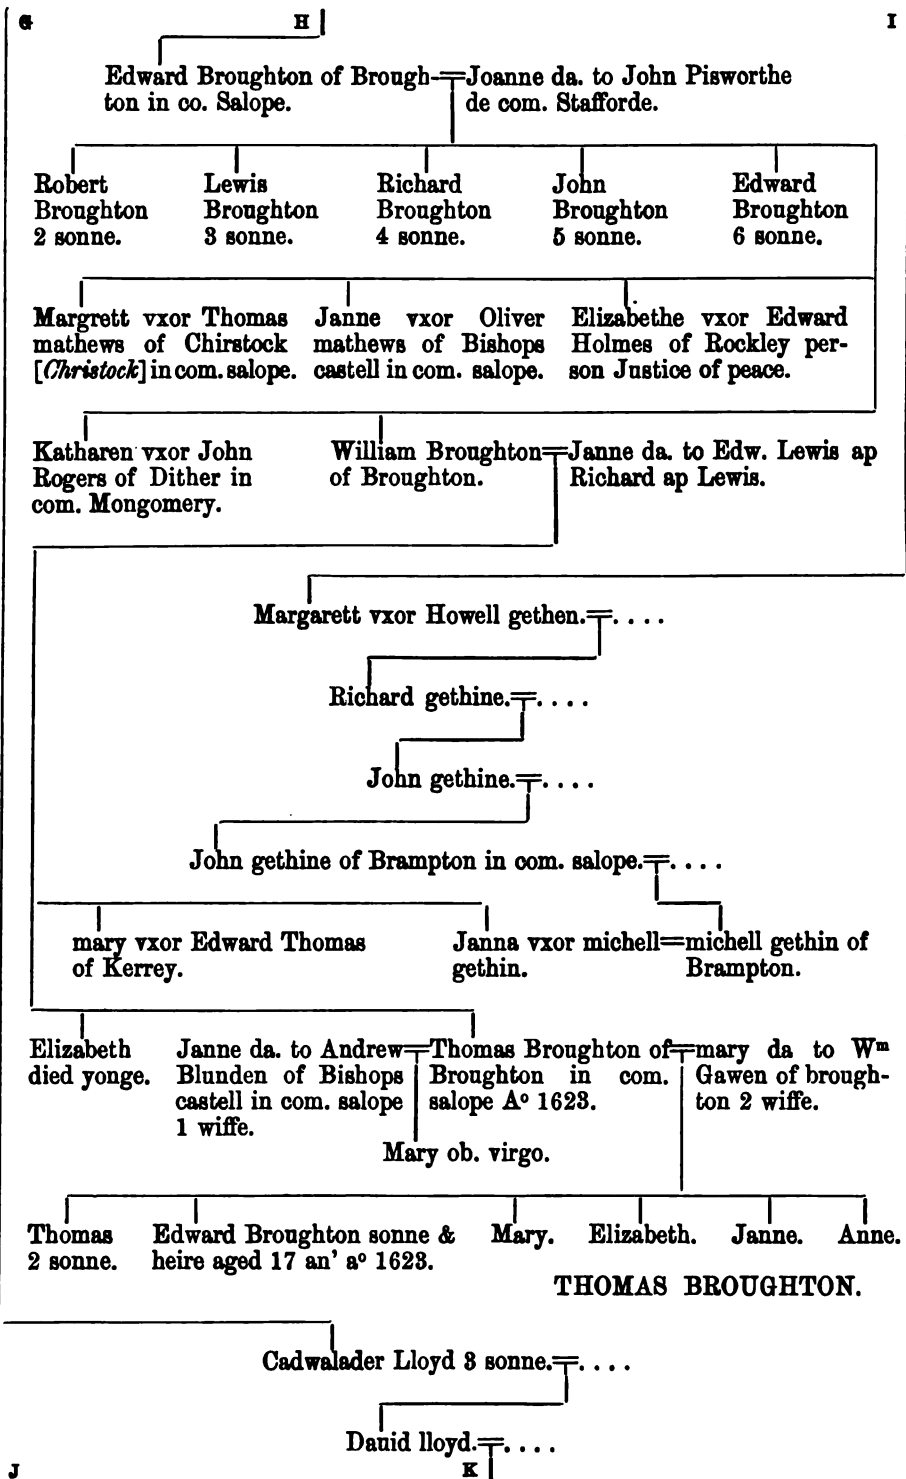 G H I
Edward Broughton of Brough-=Joanne da. to John Pisworthe
ton in co. Salope. de com. Stafforde.
Robert Lewis Richard John Edward
Broughton Broughton Broughton Broughton Broughton
2 sonne. 3 sonne. 4 sonne. 5 sonne. 6 sonne.
Margrett vxor Thomas Janne vxor Oliver Elizabethe vxor Edward
mathews of Chirstock mathews of Bishops Holmes of Rockley per-
[Christock] in com. salope. castell in com. salope. son Justice of peace.
Katharen vxor John William Broughton=Janne da. to Edw. Lewis ap
Rogers of Dither in of Broughton. Richard ap Lewis.
com. Mongomery.
Margarett vxor Howell gethen.=....
Richard gethine.=....
John gethine.=....
John gethine of Brampton in com. salope.=....
mary vxor Edward Thomas Janna vxor michell=michell gethin of
of Kerrey. gethin. Brampton.
Elizabeth Janne da. to Andrew=Thomas Broughton of=mary da to Wm
died yonge. Blunden of Bishops Broughton in com. Gawen of brough-
castell in com. salope salope Ao 1623. ton 2 wiffe.
1 wiffe.
Mary ob. virgo.
Thomas Edward Broughton sonne & Mary. Elizabeth. Janne. Anne.
2 sonne. heire aged 17 an' ao 1623.
THOMAS BROUGHTON.
Cadwalader Lloyd 3 sonne.=....
Dauid lloyd.=....
J K